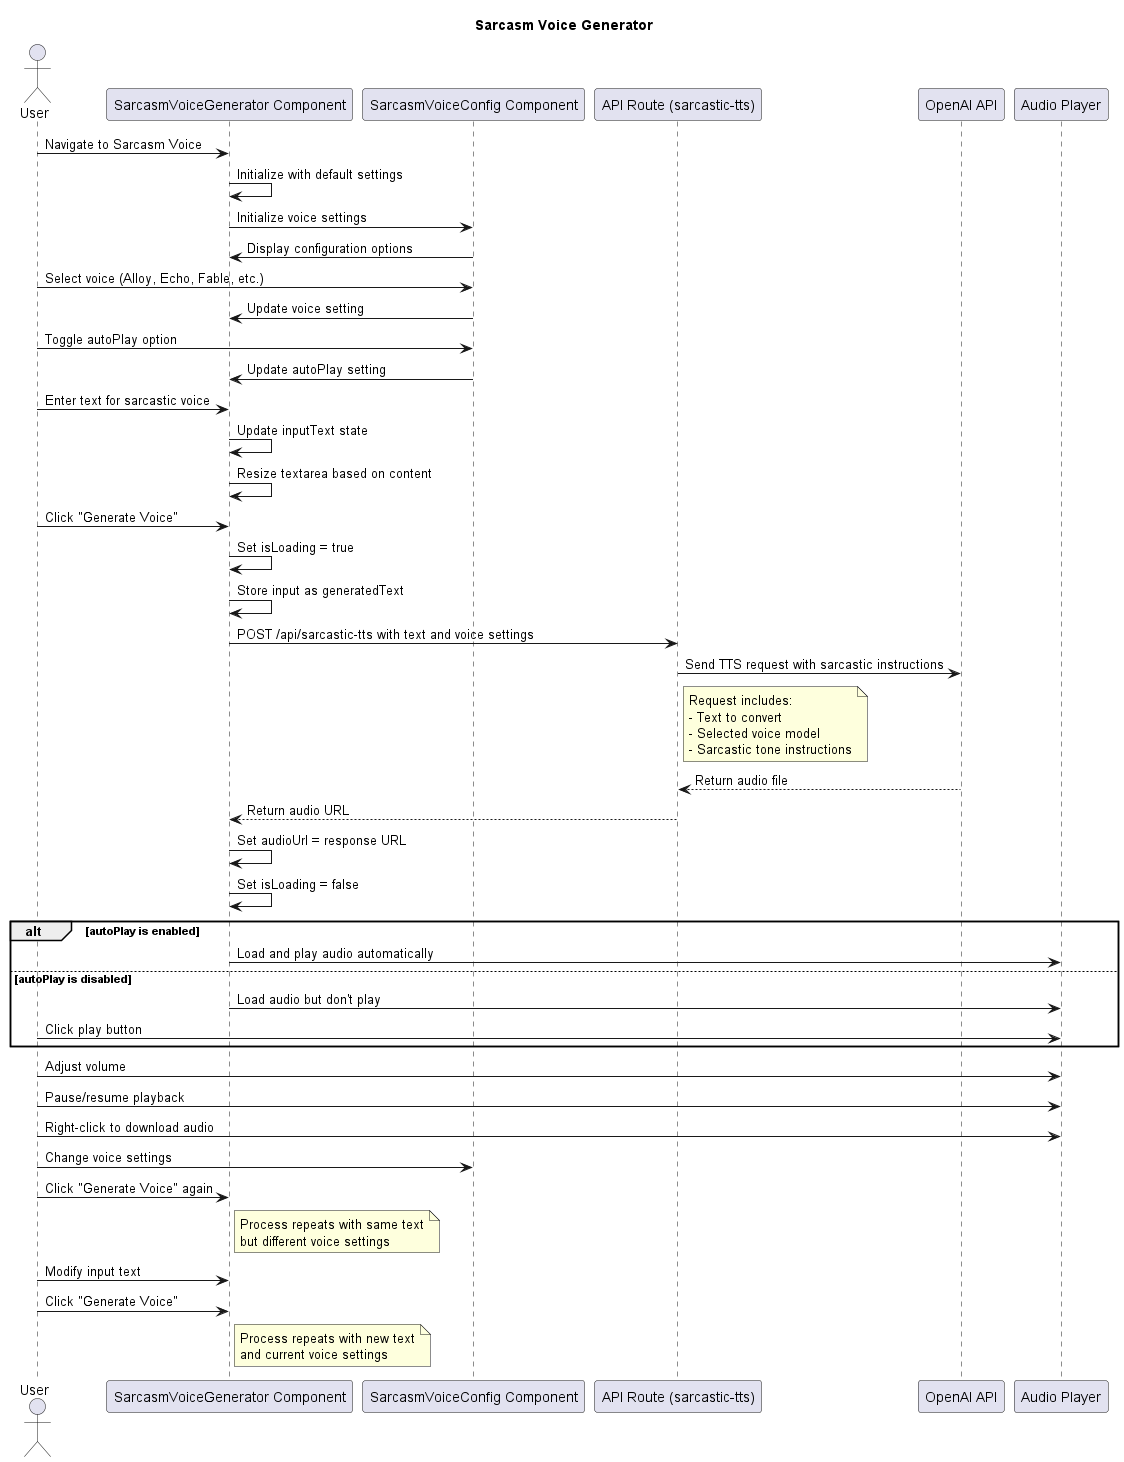 Sarcasm Voice Generator
User
SarcasmVoiceGenerator Component
SarcasmVoiceConfig Component
API Route (sarcastic-tts)
OpenAI API
Audio Player
Navigate to Sarcasm Voice
Initialize with default settings
Initialize voice settings
Display configuration options
Select voice (Alloy, Echo, Fable, etc.)
Update voice setting
Toggle autoPlay option
Update autoPlay setting
Enter text for sarcastic voice
Update inputText state
Resize textarea based on content
Click "Generate Voice"
Set isLoading = true
Store input as generatedText
POST /api/sarcastic-tts with text and voice settings
Send TTS request with sarcastic instructions
Request includes:
- Text to convert
- Selected voice model
- Sarcastic tone instructions
Return audio file
Return audio URL
Set audioUrl = response URL
Set isLoading = false
alt
[autoPlay is enabled]
Load and play audio automatically
[autoPlay is disabled]
Load audio but don't play
Click play button
Adjust volume
Pause/resume playback
Right-click to download audio
Change voice settings
Click "Generate Voice" again
Process repeats with same text
but different voice settings
Modify input text
Click "Generate Voice"
Process repeats with new text
and current voice settings
User
SarcasmVoiceGenerator Component
SarcasmVoiceConfig Component
API Route (sarcastic-tts)
OpenAI API
Audio Player